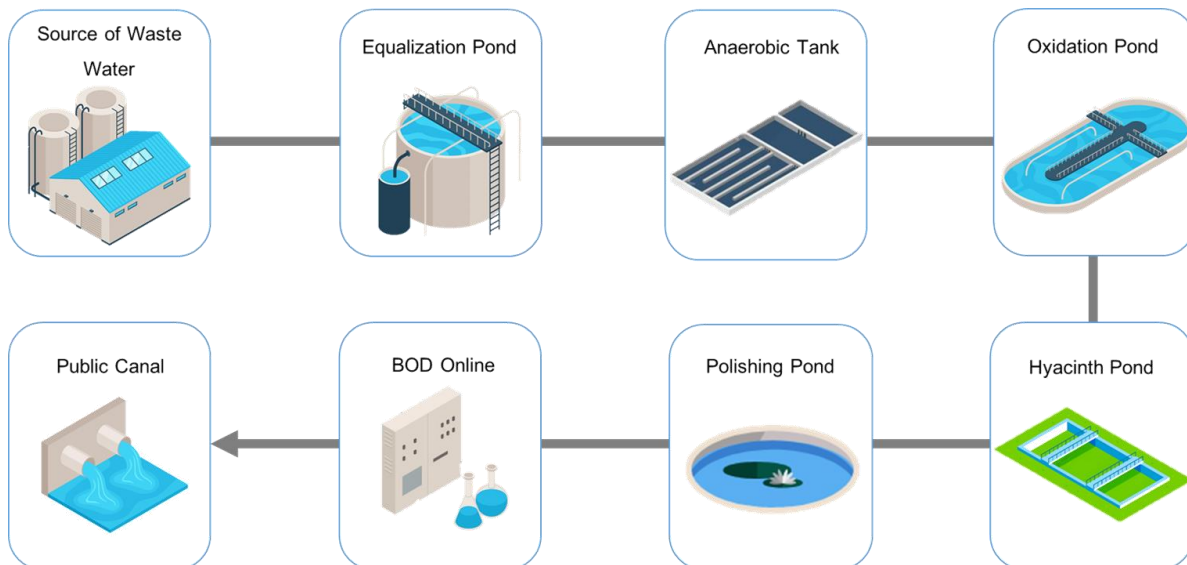 Source of Waste
Water
Equalization Pond
Anaerobic Tank
Oxidation Pond
Public Canal
BOD Online
Polishing Pond
Hyacinth Pond